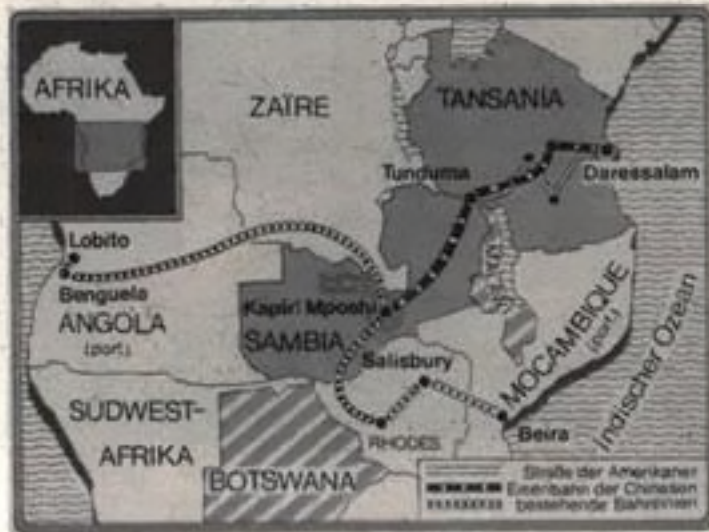 AFRIKA
ZAÏRE
TANSANIA
Tunduma
Daressalam
Lobito
Benguela
Kapiri Mposhi
ANGOLA
(port.)
SAMBIA
MOCAMBIQUE
(port.)
Salisbury
Indischer Ozean
SÜDWEST-
AFRIKA
RHODES.
Beira
BOTSWANA
Straße der Amerikaner
Eisenbahn der Chinesen
bestehende Bahnlinien